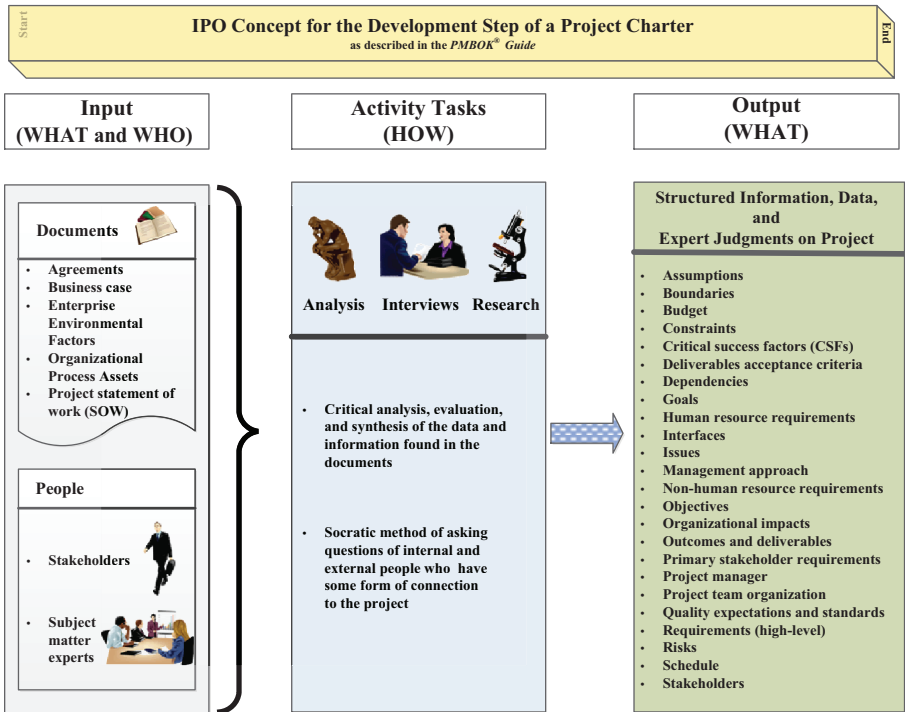 Start
IPO Concept for the Development Step of a Project Charter
as described in the PMBOK® Guide
End
Input
(WHAT and WHO)
Activity Tasks
(HOW)
Output
(WHAT)
Documents
• Agreements
• Business case
• Enterprise
Environmental
Factors
• Organizational
Process Assets
• Project statement of
work (SOW)
People
• Stakeholders
• Subject
matter
experts
Analysis Interviews Research
• Critical analysis, evaluation,
and synthesis of the data and
information found in the
documents
• Socratic method of asking
questions of internal and
external people who have
some form of connection
to the project
Structured Information, Data,
and
Expert Judgments on Project
• Assumptions
• Boundaries
• Budget
• Constraints
• Critical success factors (CSFs)
• Deliverables acceptance criteria
• Dependencies
• Goals
• Human resource requirements
• Interfaces
• Issues
• Management approach
• Non-human resource requirements
• Objectives
• Organizational impacts
• Outcomes and deliverables
• Primary stakeholder requirements
• Project manager
• Project team organization
• Quality expectations and standards
• Requirements (high-level)
• Risks
• Schedule
• Stakeholders